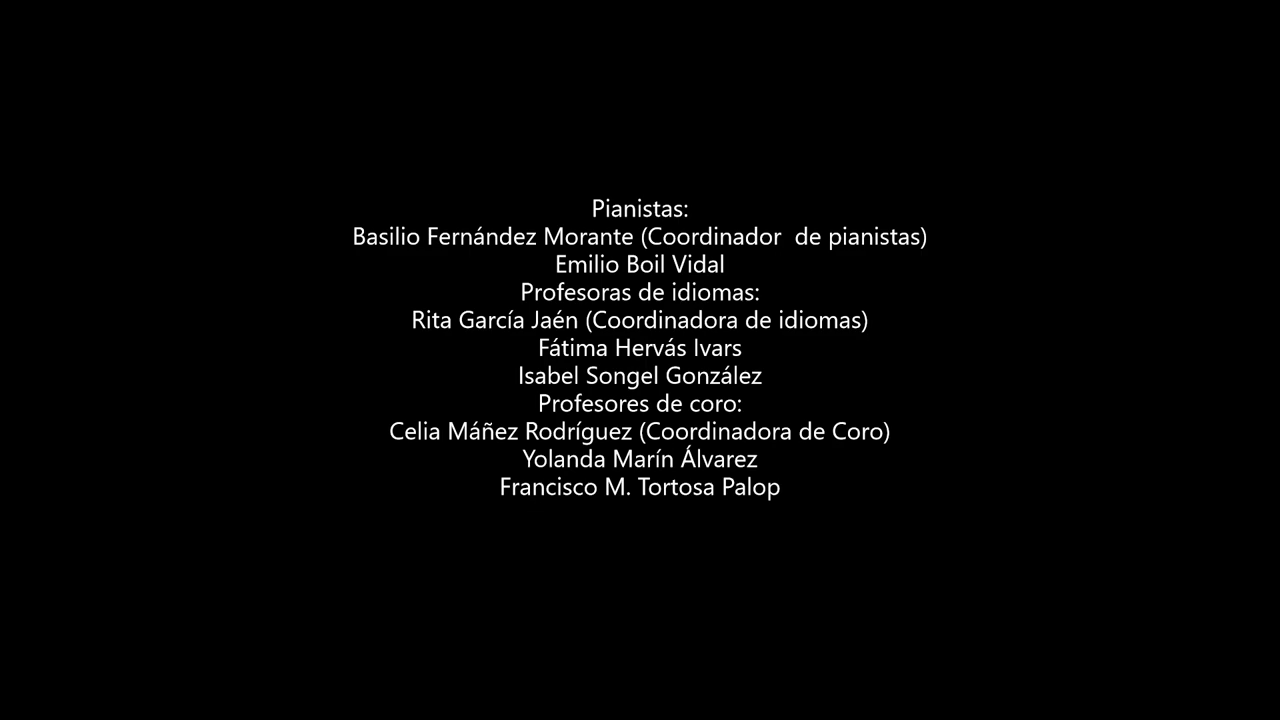 Pianistas:
Basilio Fernández Morante (Coordinador  de pianistas)
Emilio Boil Vidal
Profesoras de idiomas:
Rita García Jaén (Coordinadora de idiomas)
Fátima Hervás Ivars
Isabel Songel González
Profesores de coro:
Celia Máñez Rodríguez (Coordinadora de Coro)
Yolanda Marín Álvarez
Francisco M. Tortosa Palop